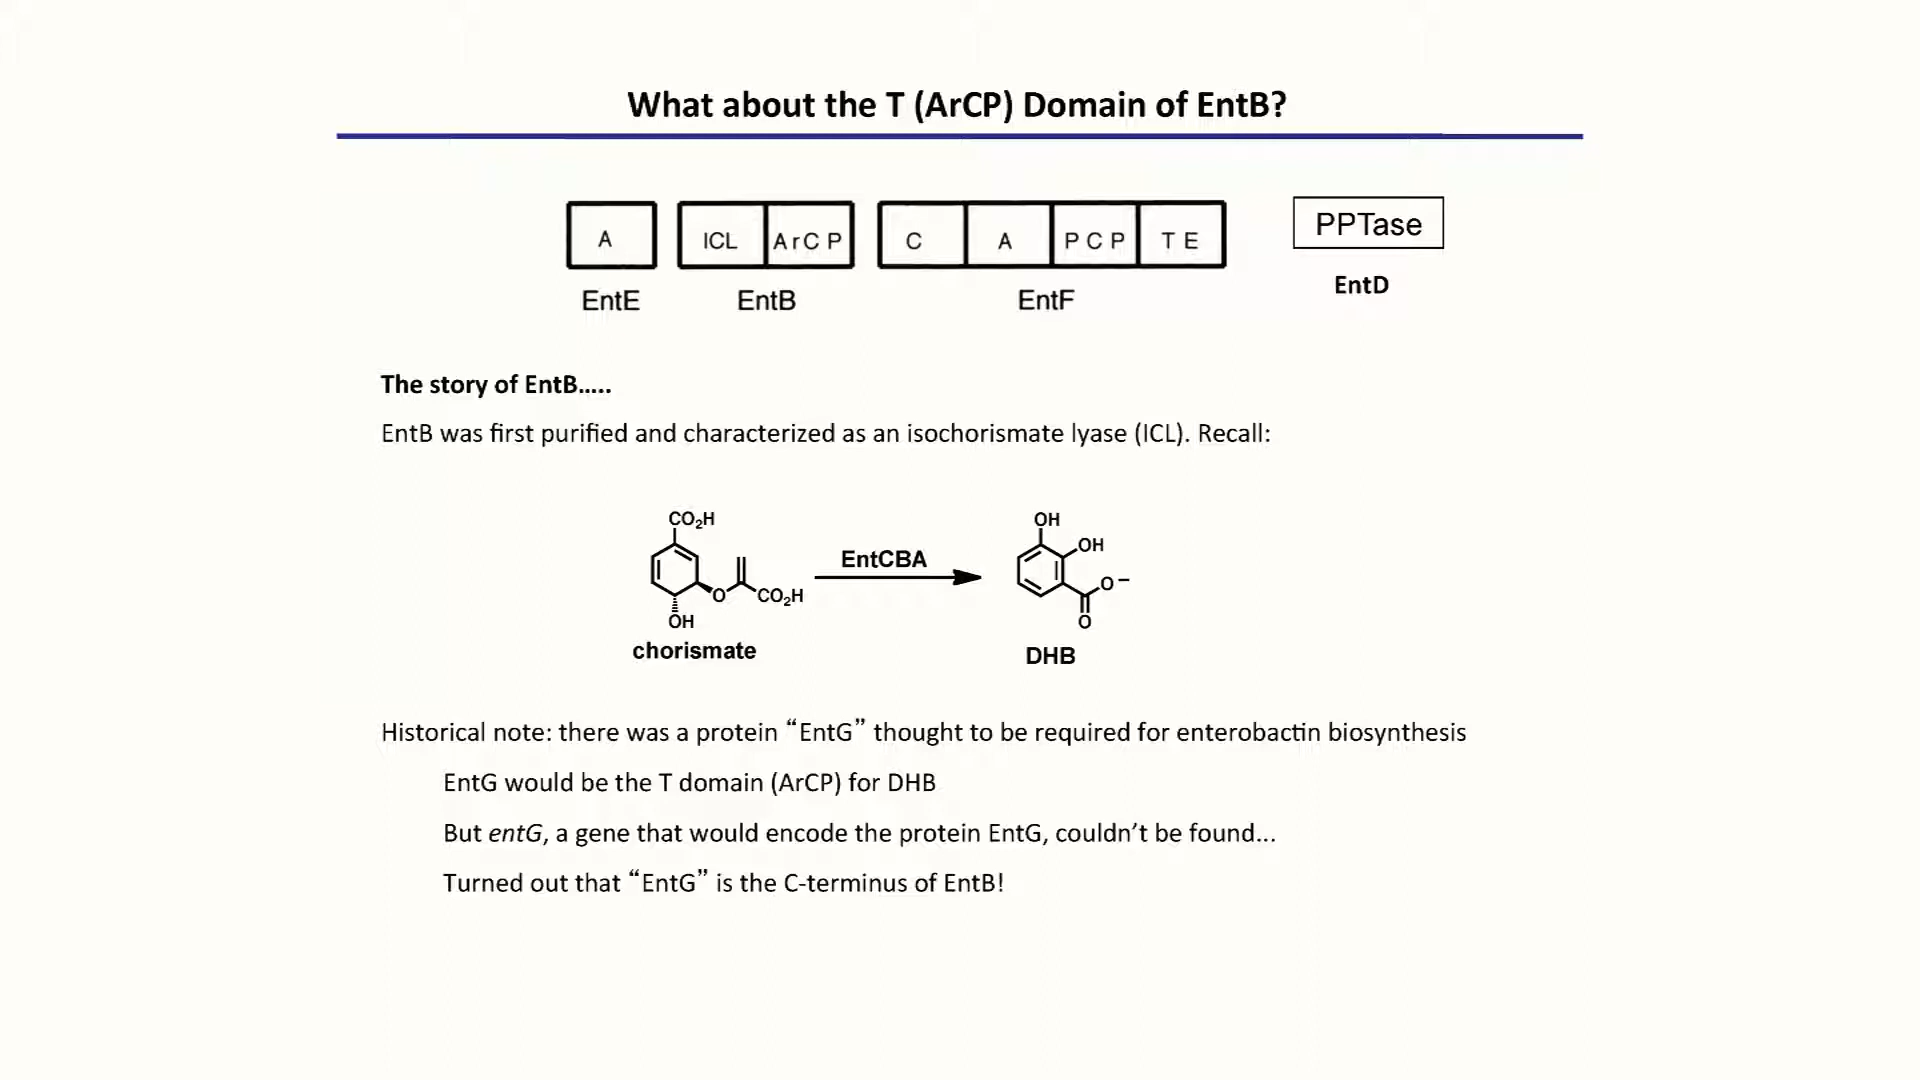 What about the T (ArCP) Domain of EntB?
A ICL ArCP C A PCP TE PPTase
EntE EntB EntF EntD
The story of EntB.....
EntB was first purified and characterized as an isochorismate lyase (ICL). Recall:
CO₂H
O
CO₂H
OH
chorismate
EntCBA
OH
OH
O⁻
O
DHB
Historical note: there was a protein “EntG” thought to be required for enterobactin biosynthesis
EntG would be the T domain (ArCP) for DHB
But entG, a gene that would encode the protein EntG, couldn’t be found...
Turned out that “EntG” is the C-terminus of EntB!